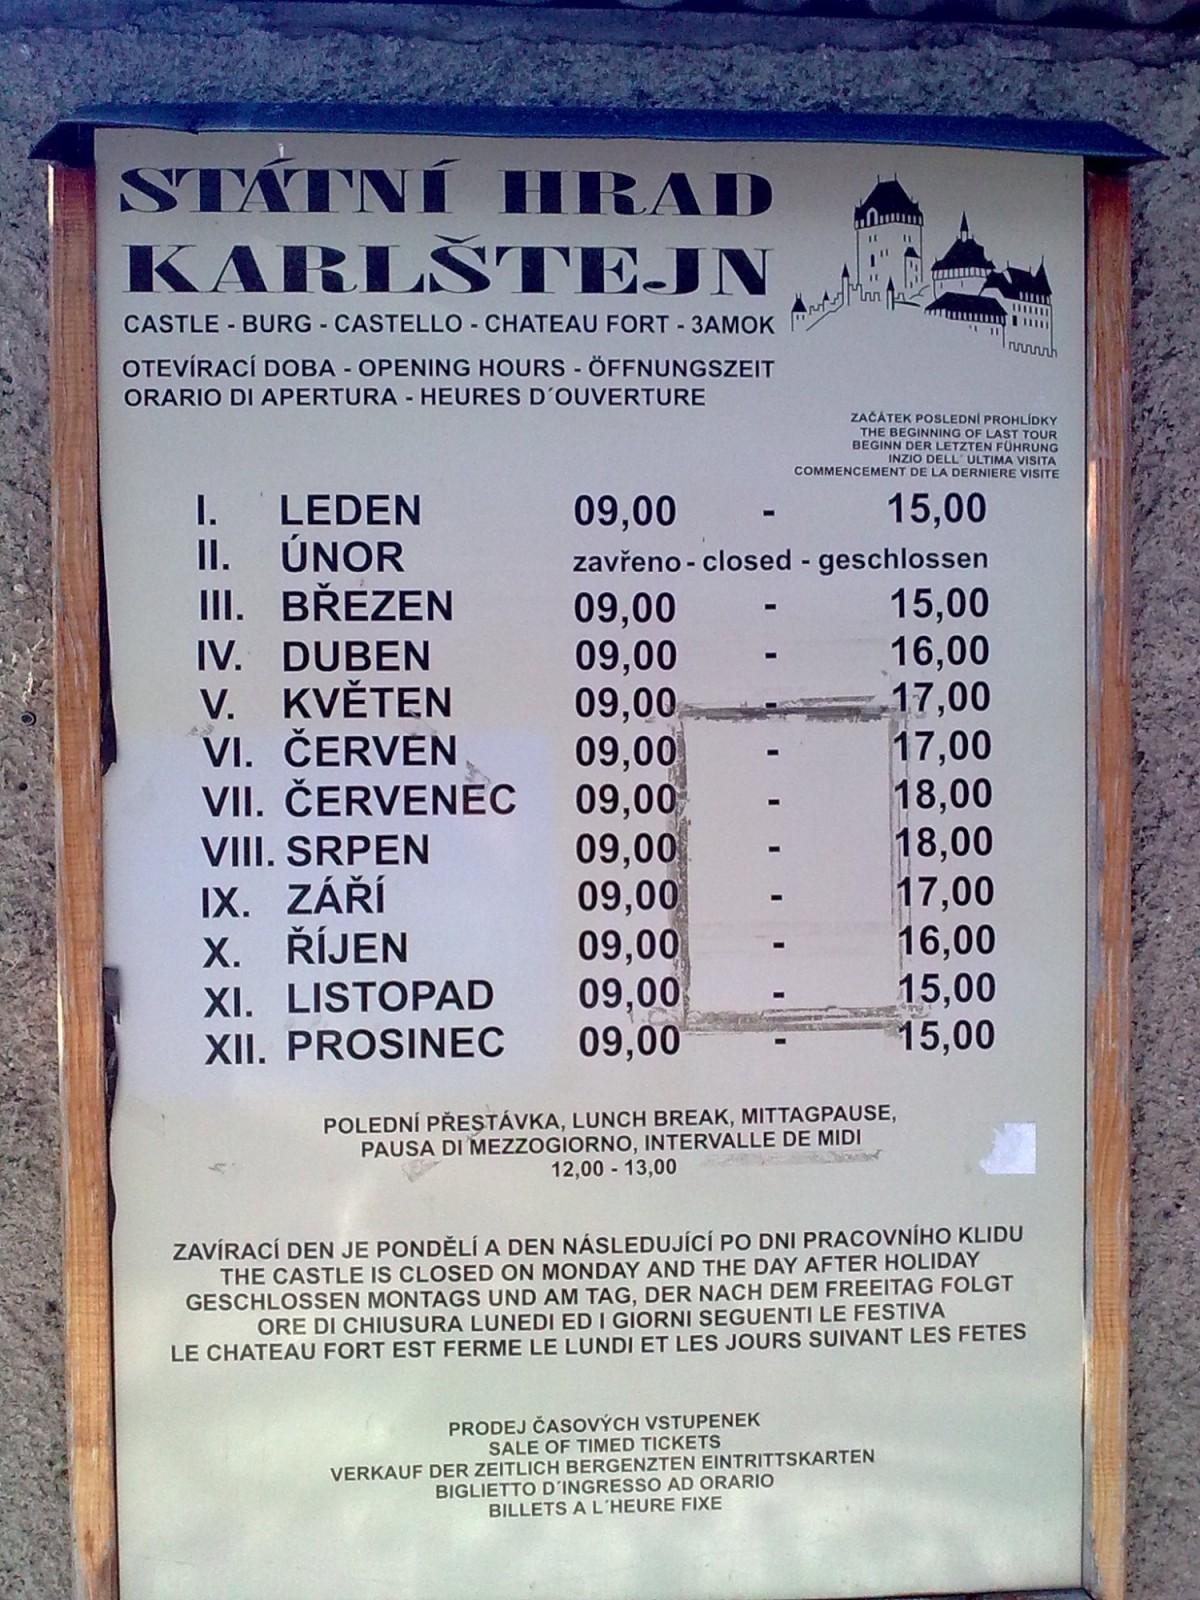 STÁTNÍ HRAD
KARLŠTEJN
CASTLE - BURG - CASTELLO - CHATEAU FORT - 3AMOK
OTEVÍRACÍ DOBA - OPENING HOURS - ÖFFNUNGSZEIT
ORARIO DI APERTURA - HEURES D´OUVERTURE
ZAČÁTEK POSLEDNÍ PROHLÍDKY
THE BEGINNING OF LAST TOUR
BEGINN DER LETZTEN FÜHRUNG
INZIO DELL´ ULTIMA VISITA
COMMENCEMENT DE LA DERNIERE VISITE
I. LEDEN 09,00 - 15,00
II. ÚNOR zavřeno - closed - geschlossen
III. BŘEZEN 09,00 - 15,00
IV. DUBEN 09,00 - 16,00
V. KVĚTEN 09,00 - 17,00
VI. ČERVEN 09,00 - 17,00
VII. ČERVENEC 09,00 - 18,00
VIII. SRPEN 09,00 - 18,00
IX. ZÁŘÍ 09,00 - 17,00
X. ŘÍJEN 09,00 - 16,00
XI. LISTOPAD 09,00 - 15,00
XII. PROSINEC 09,00 - 15,00
POLEDNÍ PŘESTÁVKA, LUNCH BREAK, MITTAGPAUSE,
PAUSA DI MEZZOGIORNO, INTERVALLE DE MIDI
12,00 - 13,00
ZAVÍRACÍ DEN JE PONDĚLÍ A DEN NÁSLEDUJÍCÍ PO DNI PRACOVNÍHO KLIDU
THE CASTLE IS CLOSED ON MONDAY AND THE DAY AFTER HOLIDAY
GESCHLOSSEN MONTAGS UND AM TAG, DER NACH DEM FREEITAG FOLGT
ORE DI CHIUSURA LUNEDI ED I GIORNI SEGUENTI LE FESTIVA
LE CHATEAU FORT EST FERME LE LUNDI ET LES JOURS SUIVANT LES FETES
PRODEJ ČASOVÝCH VSTUPENEK
SALE OF TIMED TICKETS
VERKAUF DER ZEITLICH BERGENZTEN EINTRITTSKARTEN
BIGLIETTO D´INGRESSO AD ORARIO
BILLETS A L´HEURE FIXE